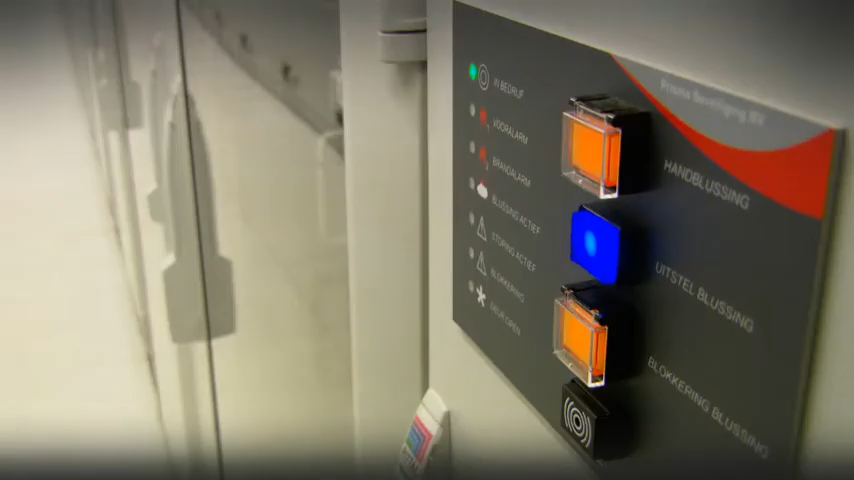 Prisma Beveiliging BV
IN BEDRIJF
VOORALARM
BRANDALARM
BLUSSING ACTIEF
STORING ACTIEF
BLOKKERING
DEUR OPEN
HANDBLUSSING
UITSTEL BLUSSING
BLOKKERING BLUSSING